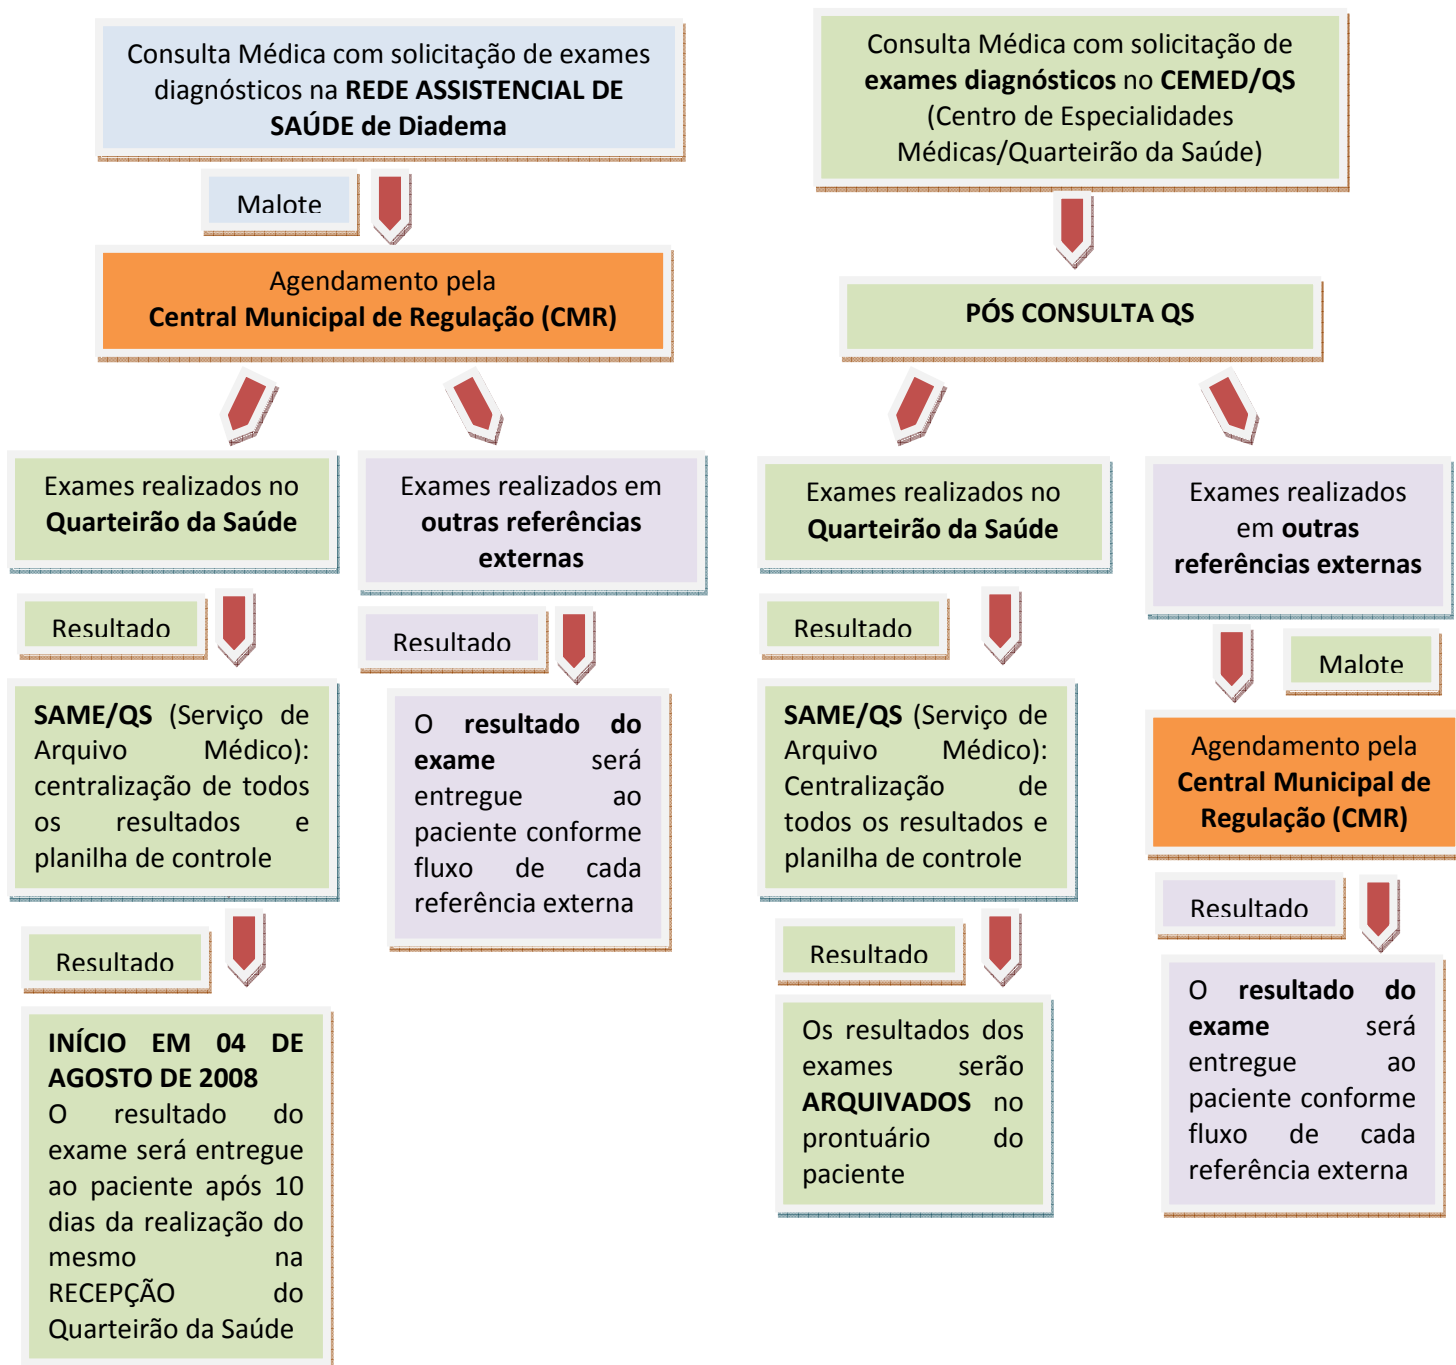 Consulta Médica com solicitação de exames
diagnósticos na REDE ASSISTENCIAL DE
SAÚDE de Diadema
Malote
Agendamento pela
Central Municipal de Regulação (CMR)
Exames realizados no
Quarteirão da Saúde
Resultado
SAME/QS (Serviço de
Arquivo Médico):
centralização de todos
os resultados e
planilha de controle
Resultado
INÍCIO EM 04 DE
AGOSTO DE 2008
O resultado do
exame será entregue
ao paciente após 10
dias da realização do
mesmo na
RECEPÇÃO do
Quarteirão da Saúde
Exames realizados em
outras referências
externas
Resultado
O resultado do
exame será
entregue ao
paciente conforme
fluxo de cada
referência externa
Consulta Médica com solicitação de
exames diagnósticos no CEMED/QS
(Centro de Especialidades
Médicas/Quarteirão da Saúde)
PÓS CONSULTA QS
Exames realizados no
Quarteirão da Saúde
Resultado
SAME/QS (Serviço de
Arquivo Médico):
Centralização de
todos os resultados e
planilha de controle
Resultado
Os resultados dos
exames serão
ARQUIVADOS no
prontuário do
paciente
Exames realizados
em outras
referências externas
Malote
Agendamento pela
Central Municipal de
Regulação (CMR)
Resultado
O resultado do
exame será
entregue ao
paciente conforme
fluxo de cada
referência externa